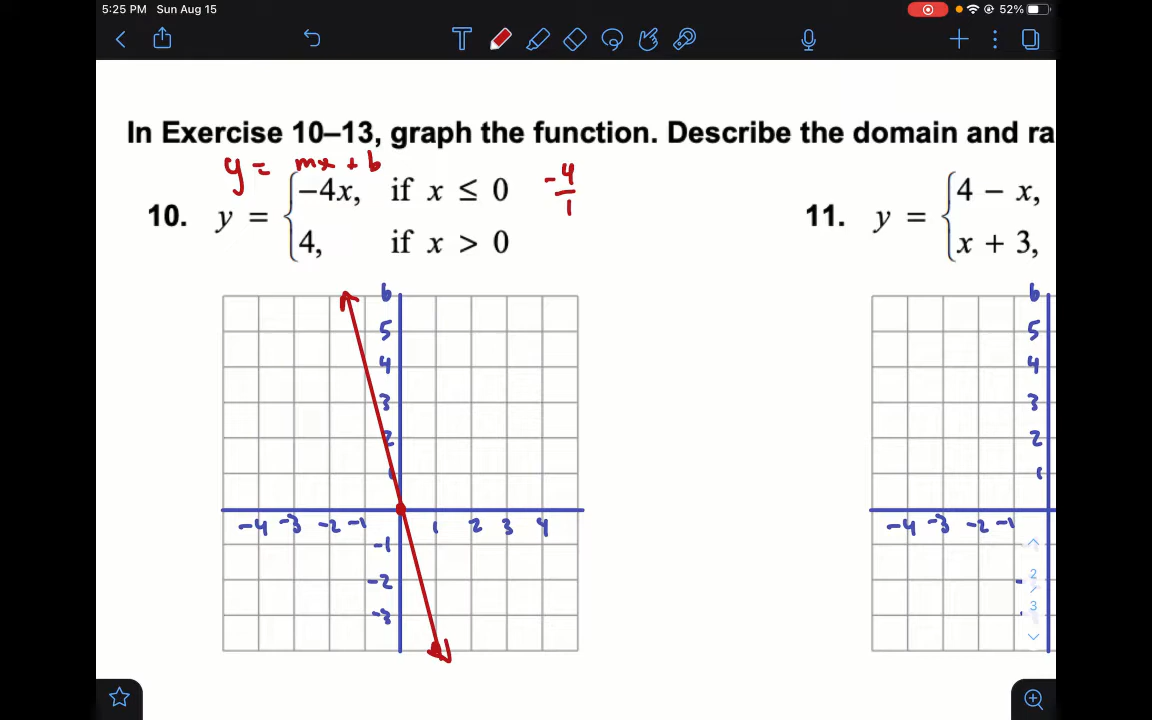 5:25 PM Sun Aug 15 52%
T
In Exercise 10–13, graph the function. Describe the domain and ra
y = mx + b
10. y = { −4x, if x ≤ 0
4, if x > 0
-4
1
11. y = { 4 − x,
x + 3,
6
5
4
3
2
1
-4 -3 -2 -1 1 2 3 4
-1
-2
-3
6
5
4
3
2
1
-4 -3 -2 -1
2
3